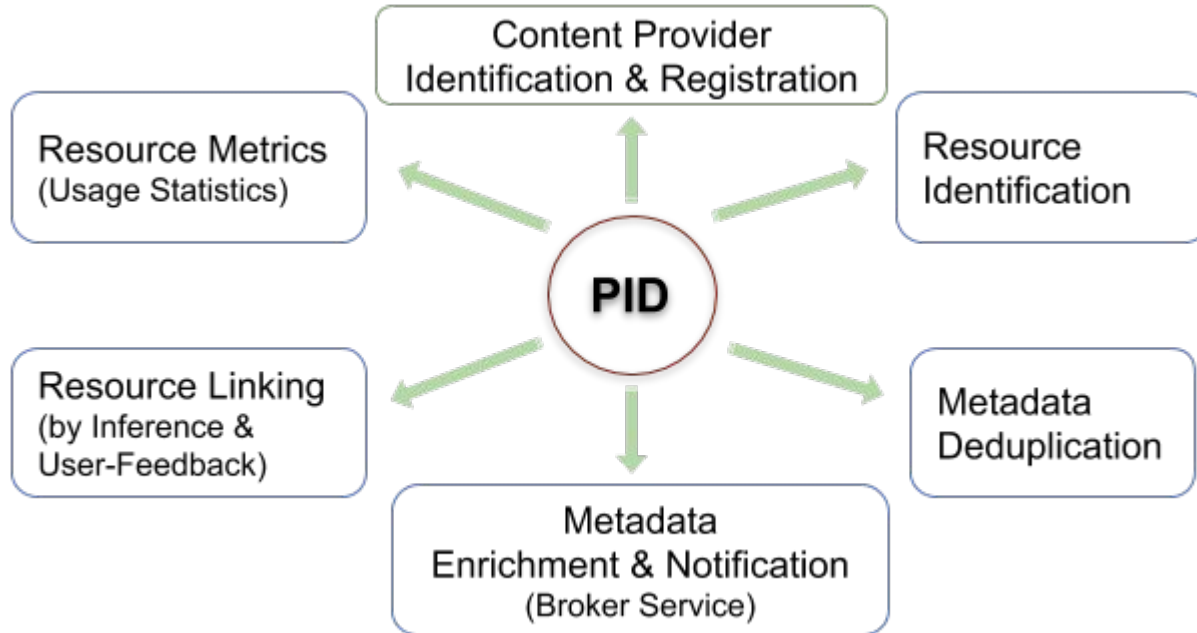 Content Provider
Identification & Registration
Resource Metrics
(Usage Statistics)
Resource
Identification
PID
Resource Linking
(by Inference &
User-Feedback)
Metadata
Deduplication
Metadata
Enrichment & Notification
(Broker Service)